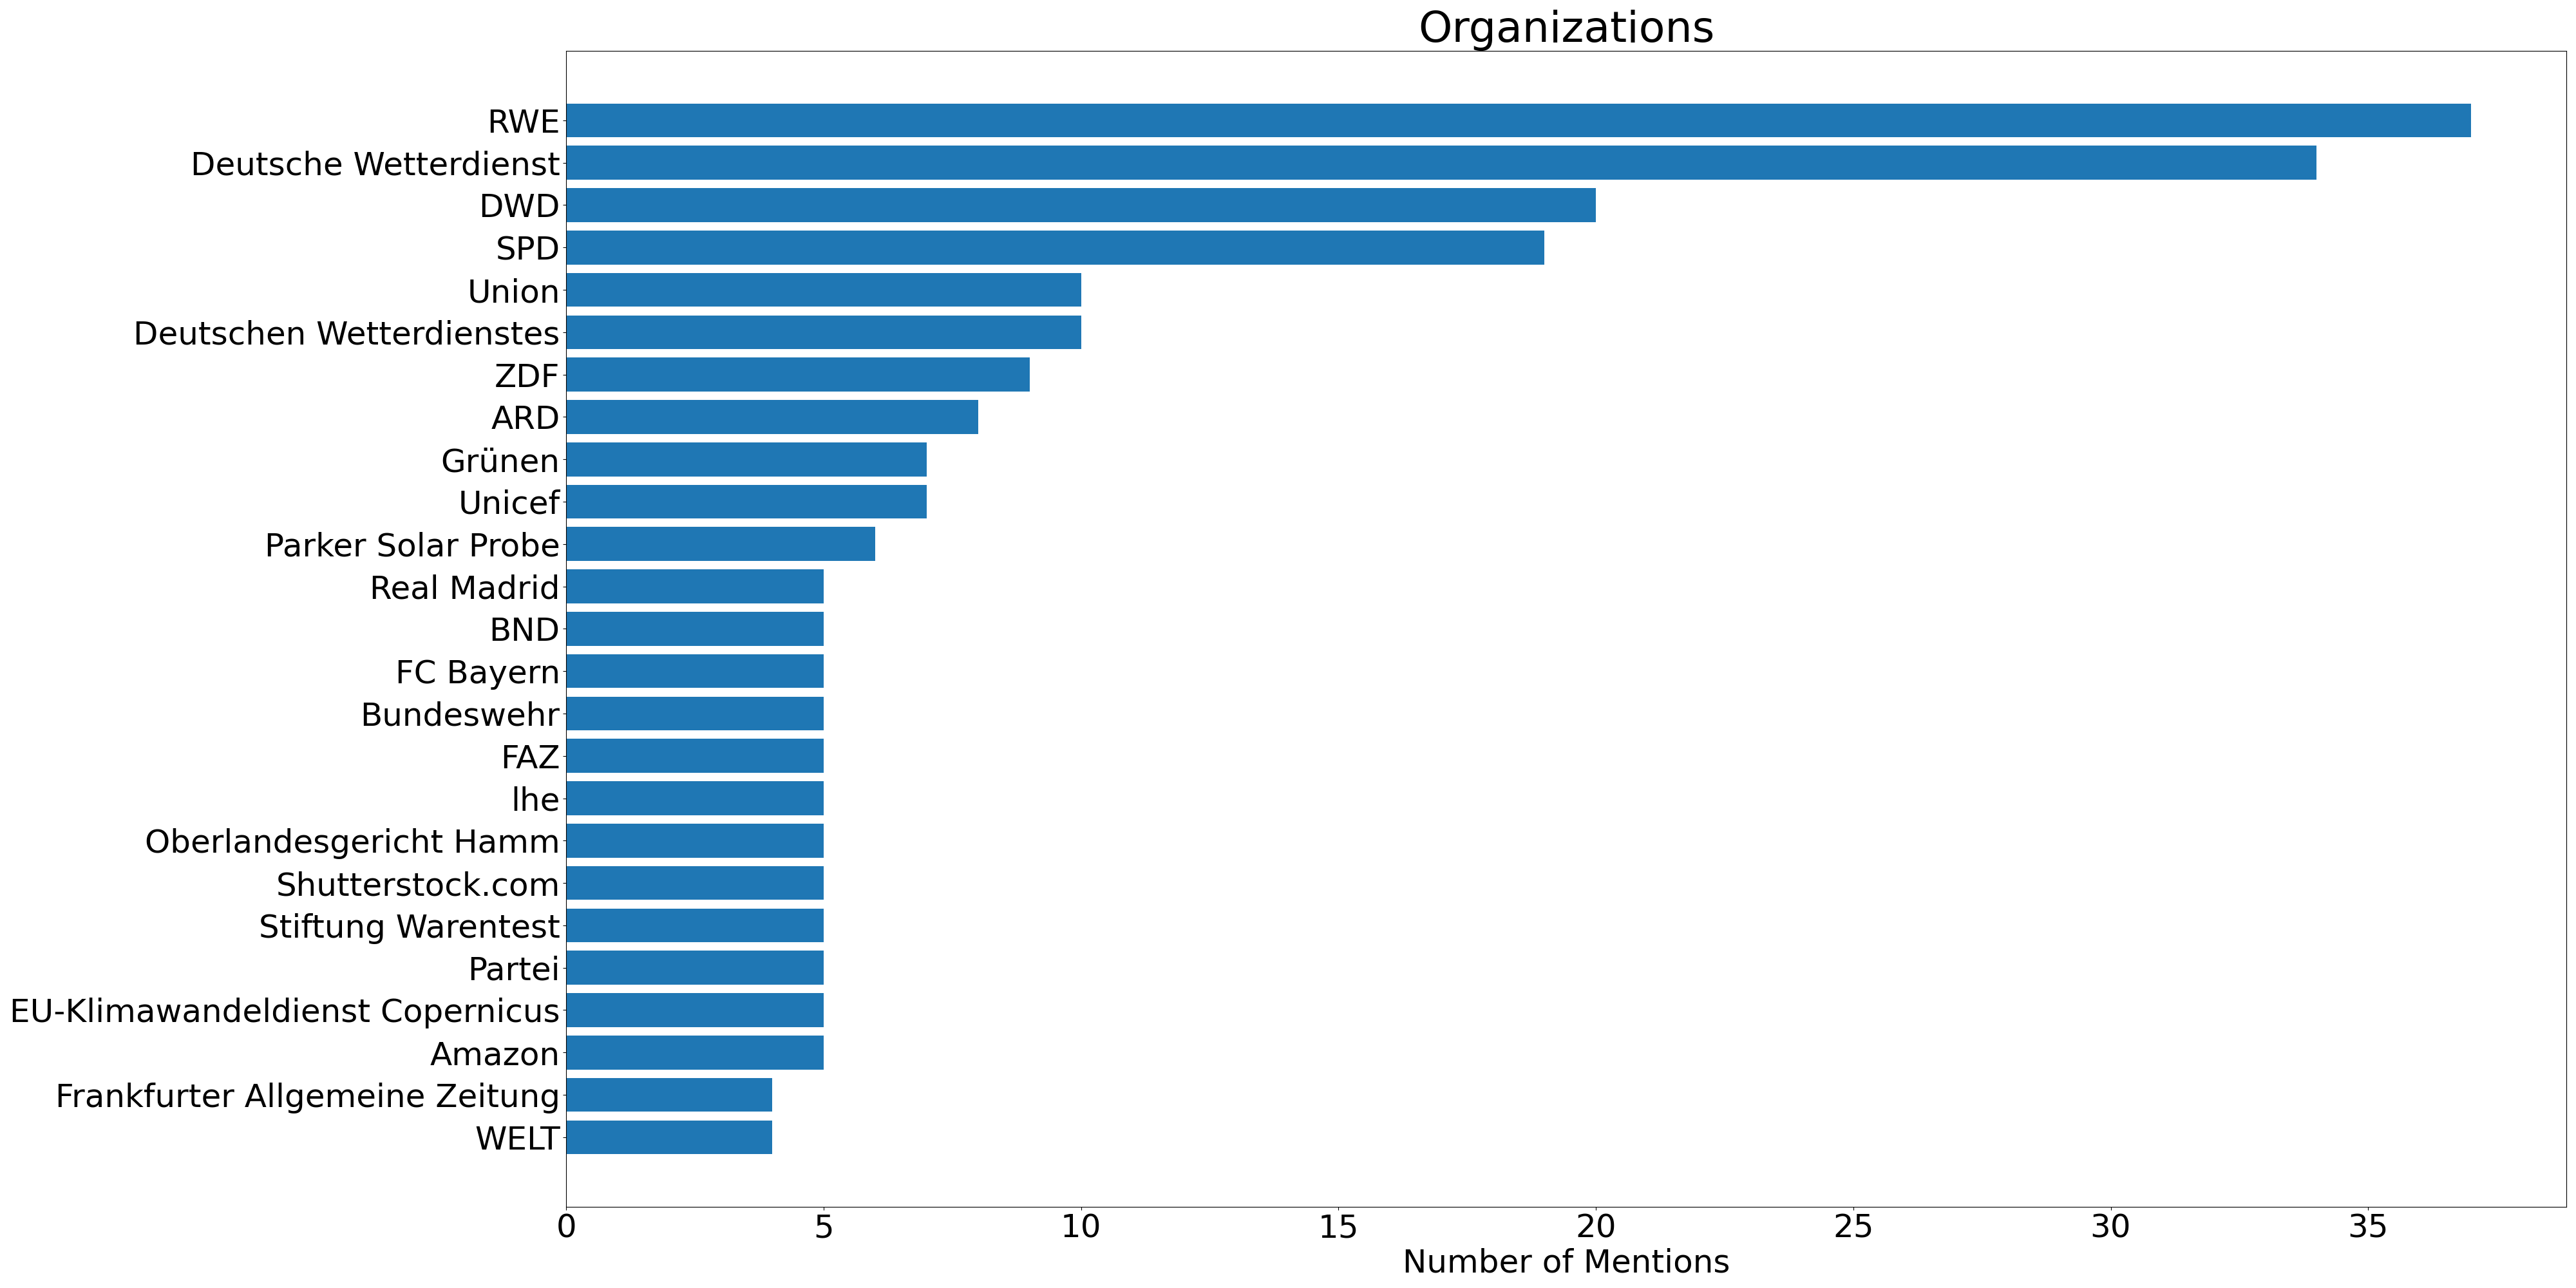 Organizations
RWE
Deutsche Wetterdienst
DWD
SPD
Union
Deutschen Wetterdienstes
ZDF
ARD
Grünen
Unicef
Parker Solar Probe
Real Madrid
BND
FC Bayern
Bundeswehr
FAZ
lhe
Oberlandesgericht Hamm
Shutterstock.com
Stiftung Warentest
Partei
EU-Klimawandeldienst Copernicus
Amazon
Frankfurter Allgemeine Zeitung
WELT
0 5 10 15 20 25 30 35
Number of Mentions